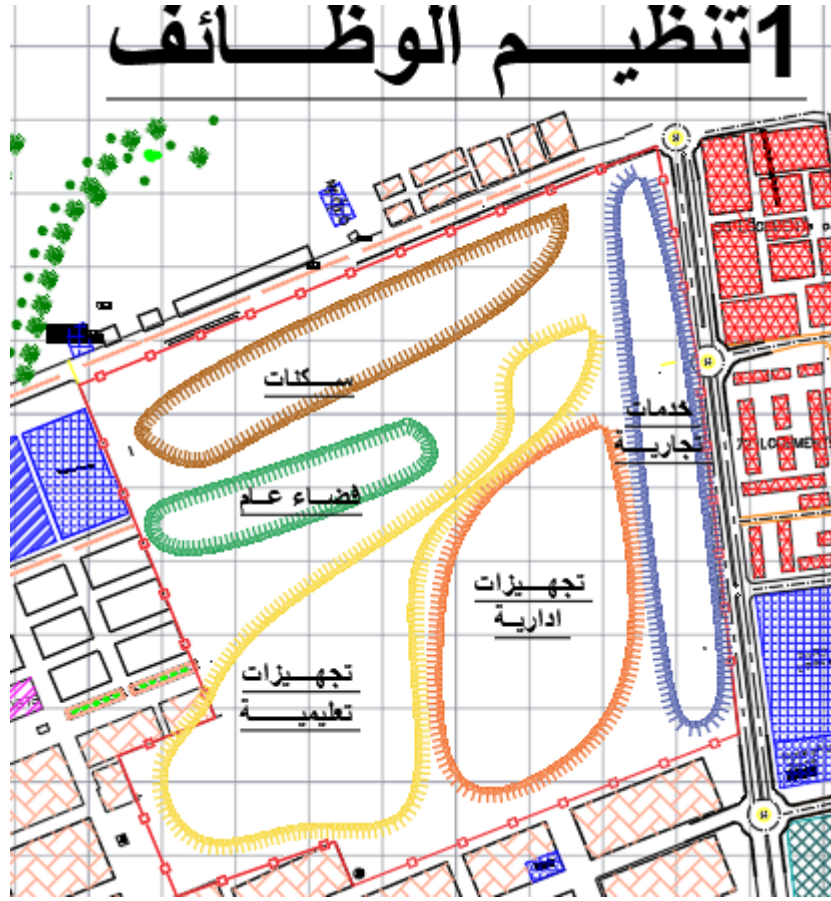 1تنظيم الوظائف
سكنات
خدمات
تجارية
فضاء عام
تجهيزات
ادارية
تجهيزات
تعليمية